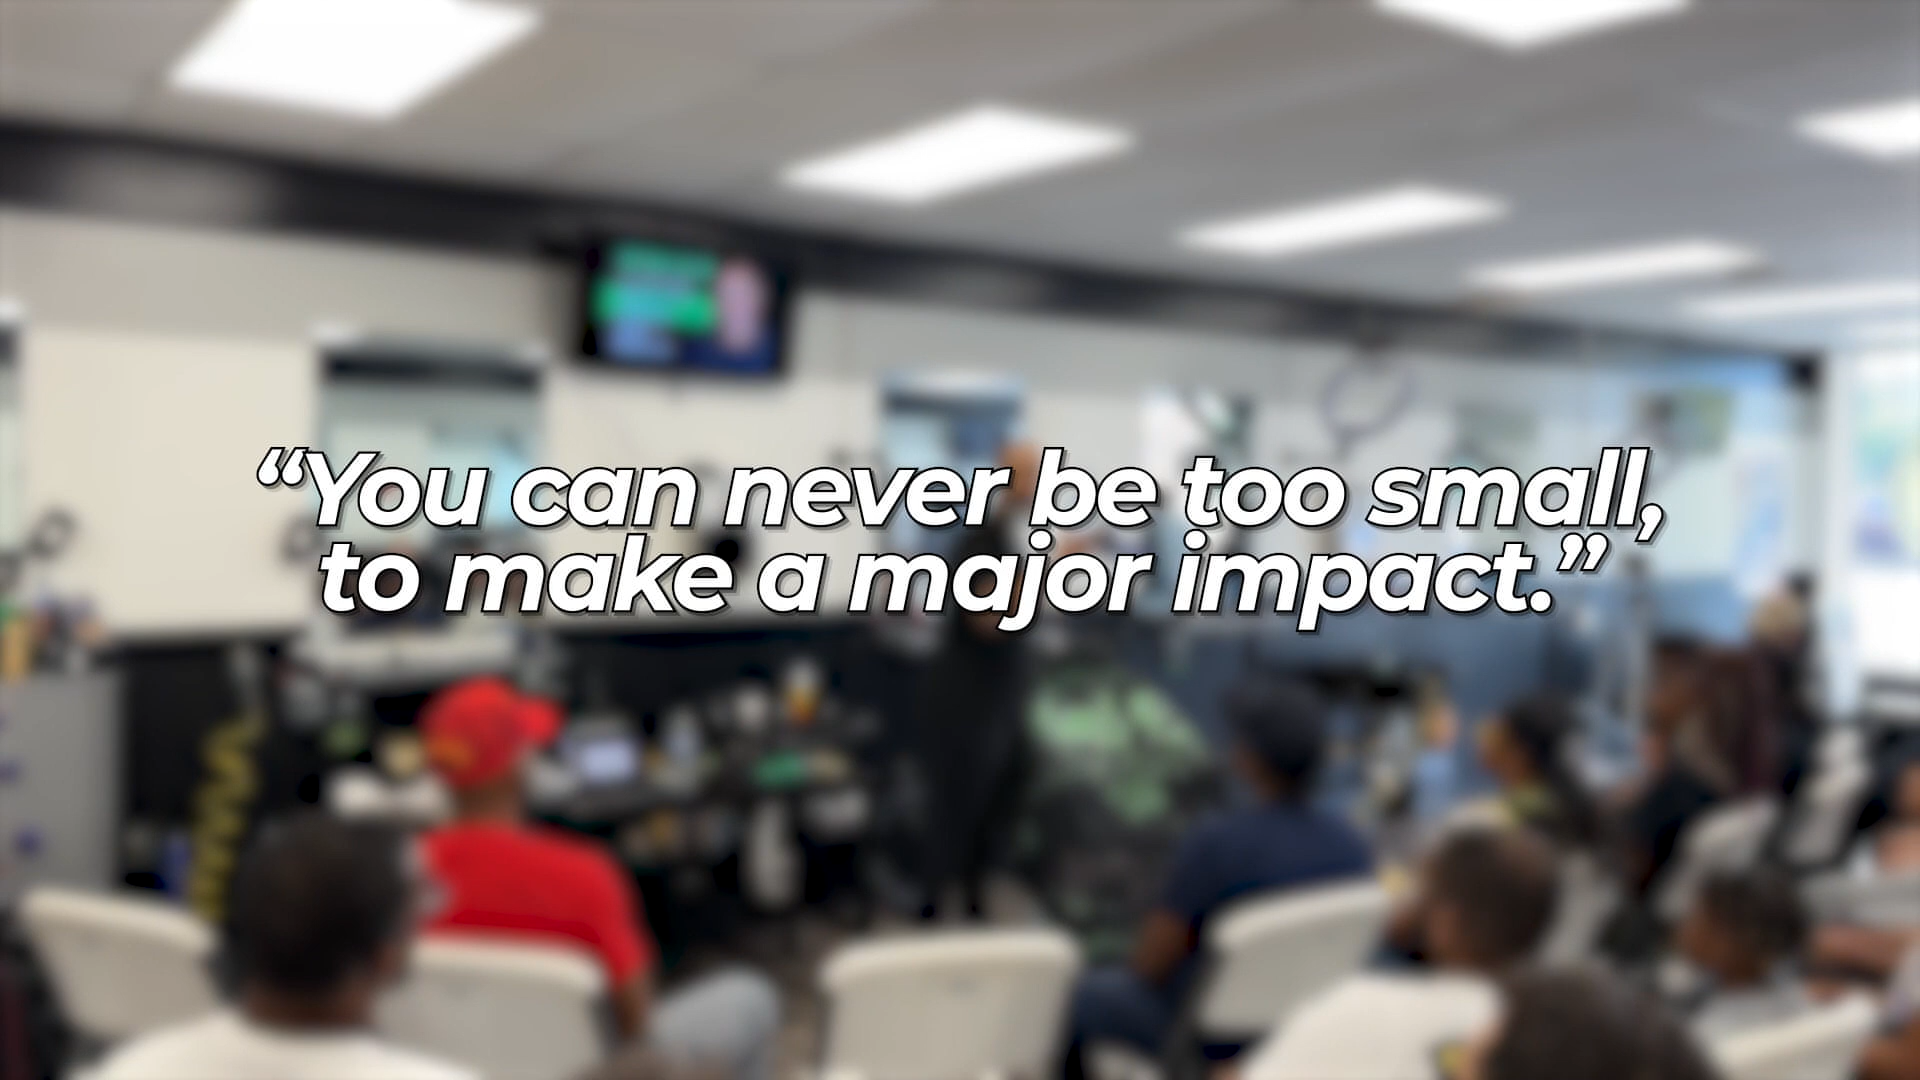 “You can never be too small,
to make a major impact.”